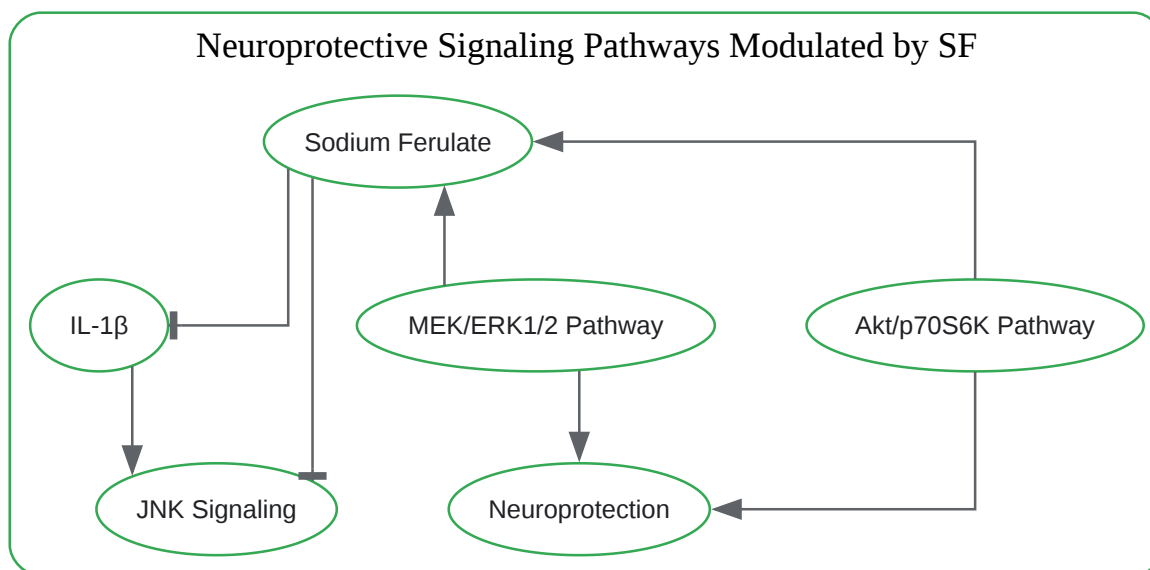 Neuroprotective Signaling Pathways Modulated by SF
Sodium Ferulate
IL-1β
MEK/ERK1/2 Pathway
Akt/p70S6K Pathway
JNK Signaling
Neuroprotection